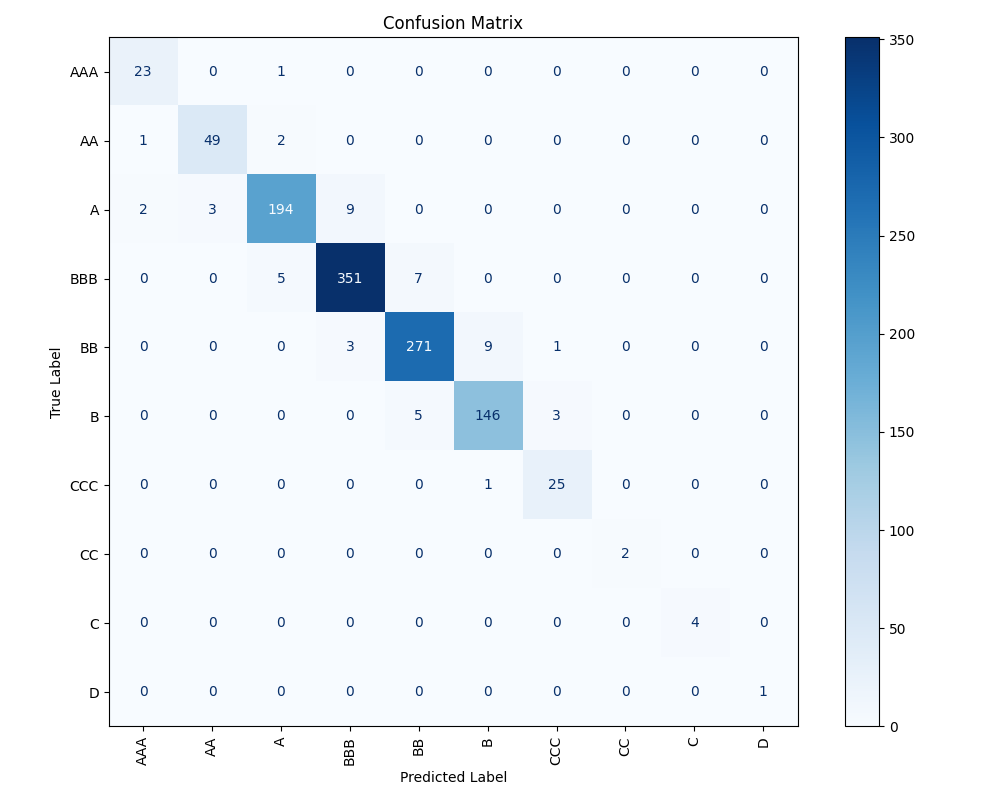 Confusion Matrix
AAA 23 0 1 0 0 0 0 0 0 0
AA 1 49 2 0 0 0 0 0 0 0
A 2 3 194 9 0 0 0 0 0 0
BBB 0 0 5 351 7 0 0 0 0 0
BB 0 0 0 3 271 9 1 0 0 0
B 0 0 0 0 5 146 3 0 0 0
CCC 0 0 0 0 0 1 25 0 0 0
CC 0 0 0 0 0 0 0 2 0 0
C 0 0 0 0 0 0 0 0 4 0
D 0 0 0 0 0 0 0 0 0 1
AAA AA A BBB BB B CCC CC C D
Predicted Label
True Label
350
300
250
200
150
100
50
0